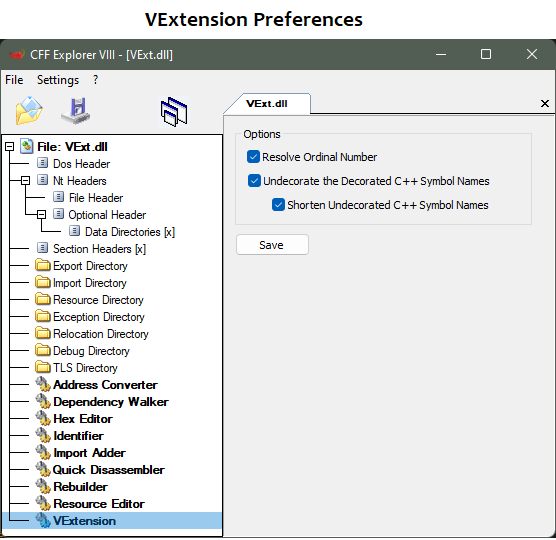 VExtension Preferences
CFF Explorer VIII - [VExt.dll]
File Settings ?
VExt.dll
File: VExt.dll
Dos Header
Nt Headers
File Header
Optional Header
Data Directories [x]
Section Headers [x]
Export Directory
Import Directory
Resource Directory
Exception Directory
Relocation Directory
Debug Directory
TLS Directory
Address Converter
Dependency Walker
Hex Editor
Identifier
Import Adder
Quick Disassembler
Rebuilder
Resource Editor
VExtension
Options
Resolve Ordinal Number
Undecorate the Decorated C++ Symbol Names
Shorten Undecorated C++ Symbol Names
Save